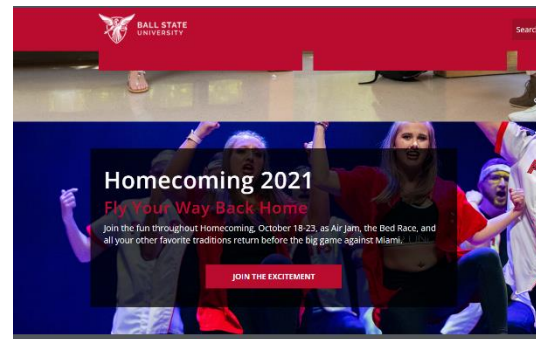 BALL STATE
UNIVERSITY
Search
Homecoming 2021
Fly Your Way Back Home
Join the fun throughout Homecoming, October 18-23, as Air Jam, the Bed Race, and
all your other favorite traditions return before the big game against Miami.
JOIN THE EXCITEMENT